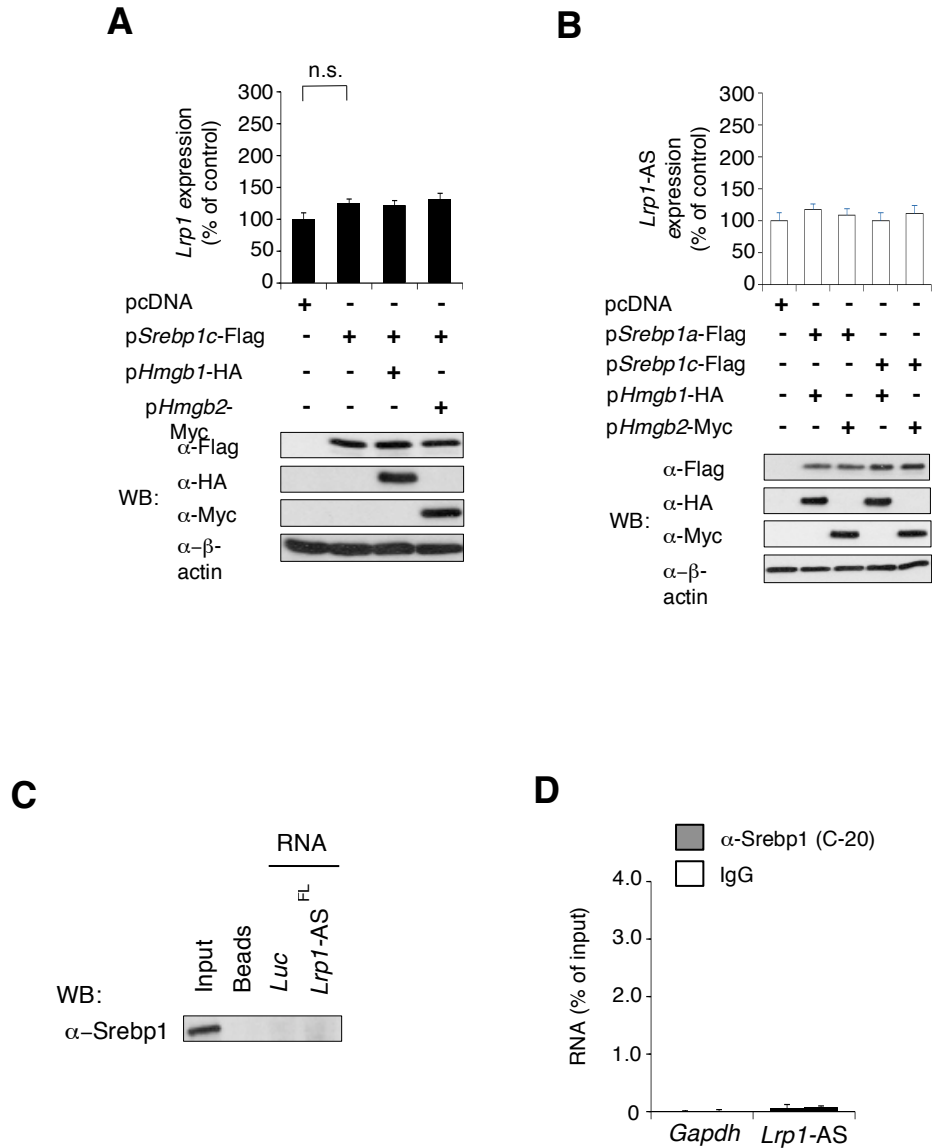 A
n.s.
Lrp1 expression
(% of control)
300
250
200
150
100
50
0
pcDNA + - - -
pSrebp1c-Flag - + + +
pHmgb1-HA - - + -
pHmgb2- - - - +
Myc
α-Flag
WB:
α-HA
α-Myc
α-β-
actin
B
Lrp1-AS
expression
(% of control)
300
250
200
150
100
50
0
pcDNA + - - - -
pSrebp1a-Flag - + + - -
pSrebp1c-Flag - - - + +
pHmgb1-HA - + - + -
pHmgb2-Myc - - + - +
α-Flag
WB:
α-HA
α-Myc
α-β-
actin
C
RNA
Input
Beads
Luc
Lrp1-AS FL
WB:
α-Srebp1
D
α-Srebp1 (C-20)
IgG
RNA (% of input)
4.0
3.0
2.0
1.0
0
Gapdh Lrp1-AS